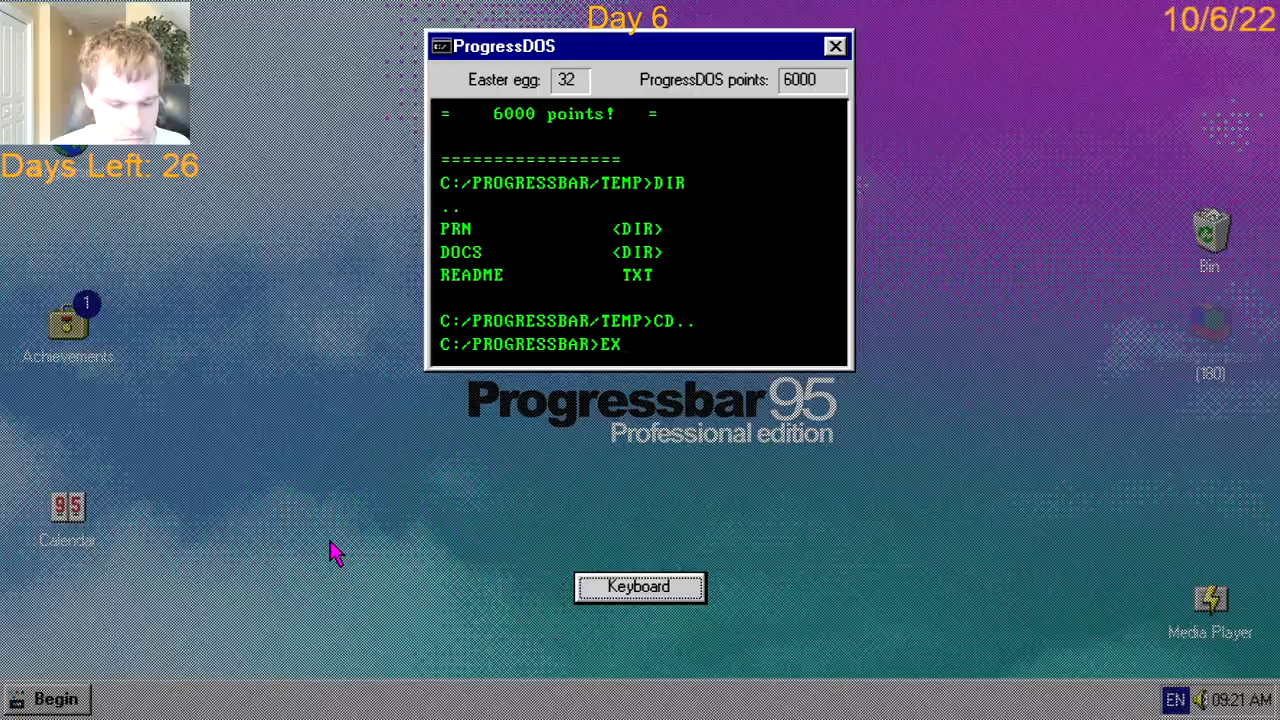 Day 6
10/6/22
Days Left: 26
ProgressDOS
Easter egg: 32 ProgressDOS points: 6000
= 6000 points! =
=================
C:/PROGRESSBAR/TEMP>DIR
..
PRN <DIR>
DOCS <DIR>
README TXT
C:/PROGRESSBAR/TEMP>CD..
C:/PROGRESSBAR>EX
Progressbar95
Professional edition
1
Achievements
95
Calendar
Bin
(180)
Media Player
Keyboard
Begin
EN 09:21 AM